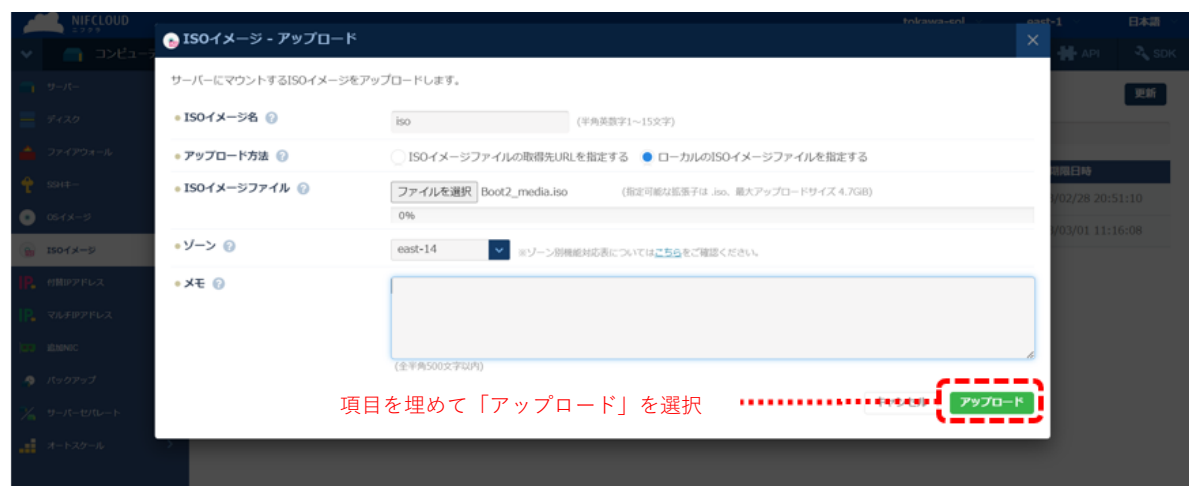 NIFCLOUD
ニフクラ
tokawa-sol
east-1
日本語
コンピュー
API
SDK
更新
ISOイメージ - アップロード
サーバーにマウントするISOイメージをアップロードします。
ISOイメージ名
iso
(半角英数字1~15文字)
アップロード方法
ISOイメージファイルの取得先URLを指定する
ローカルのISOイメージファイルを指定する
ISOイメージファイル
ファイルを選択 Boot2_media.iso
(指定可能な拡張子は .iso、最大アップロードサイズ 4.7GB)
0%
ゾーン
east-14
※ゾーン別機能対応表についてはこちらをご確認ください。
メモ
(全半角500文字以内)
項目を埋めて「アップロード」を選択
アップロード
サーバー
ディスク
ファイアウォール
SSHキー
OSイメージ
ISOイメージ
付替IPアドレス
マルチIPアドレス
追加NIC
バックアップ
サーバーセパレート
オートスケール
期限日時
/02/28 20:51:10
/03/01 11:16:08